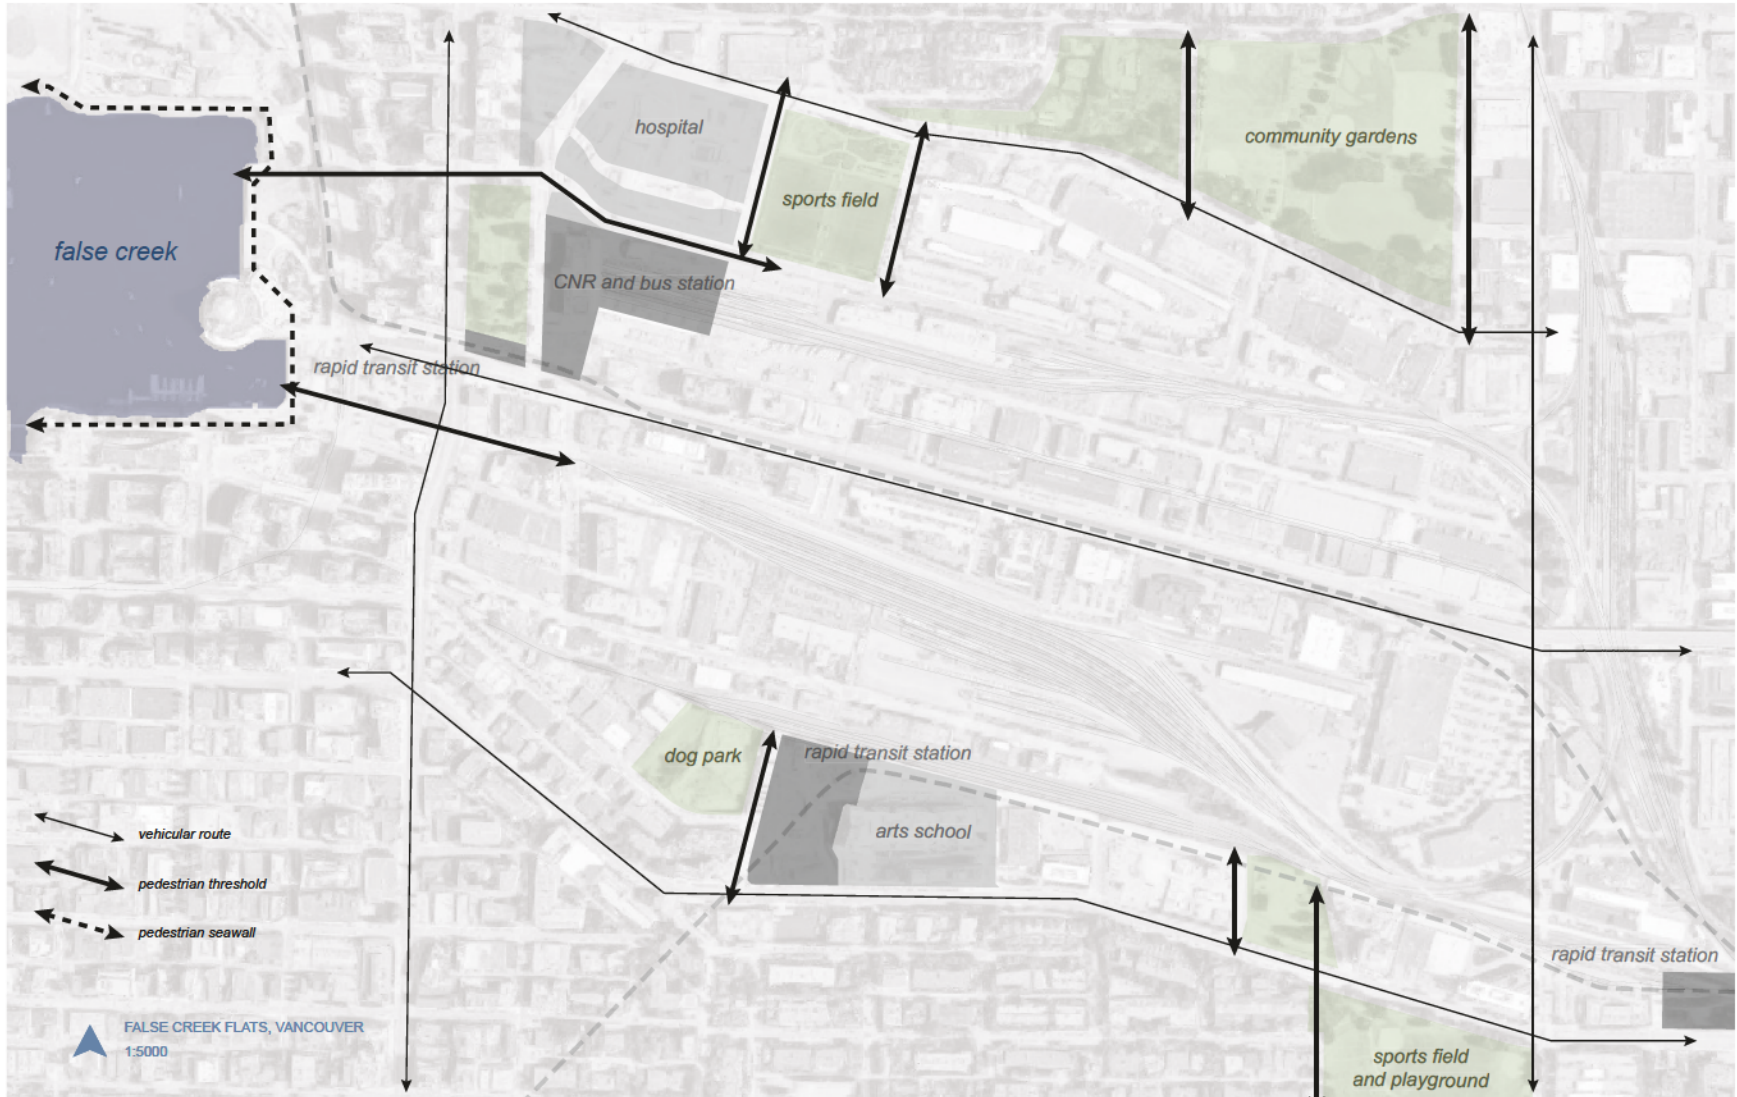 hospital
community gardens
sports field
false creek
CNR and bus station
rapid transit station
dog park
rapid transit station
arts school
vehicular route
pedestrian threshold
pedestrian seawall
rapid transit station
FALSE CREEK FLATS, VANCOUVER
1:5000
sports field
and playground